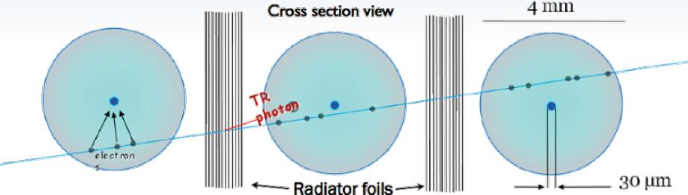 Cross section view
4 mm
TR
photon
electron
s
Radiator foils
30 µm